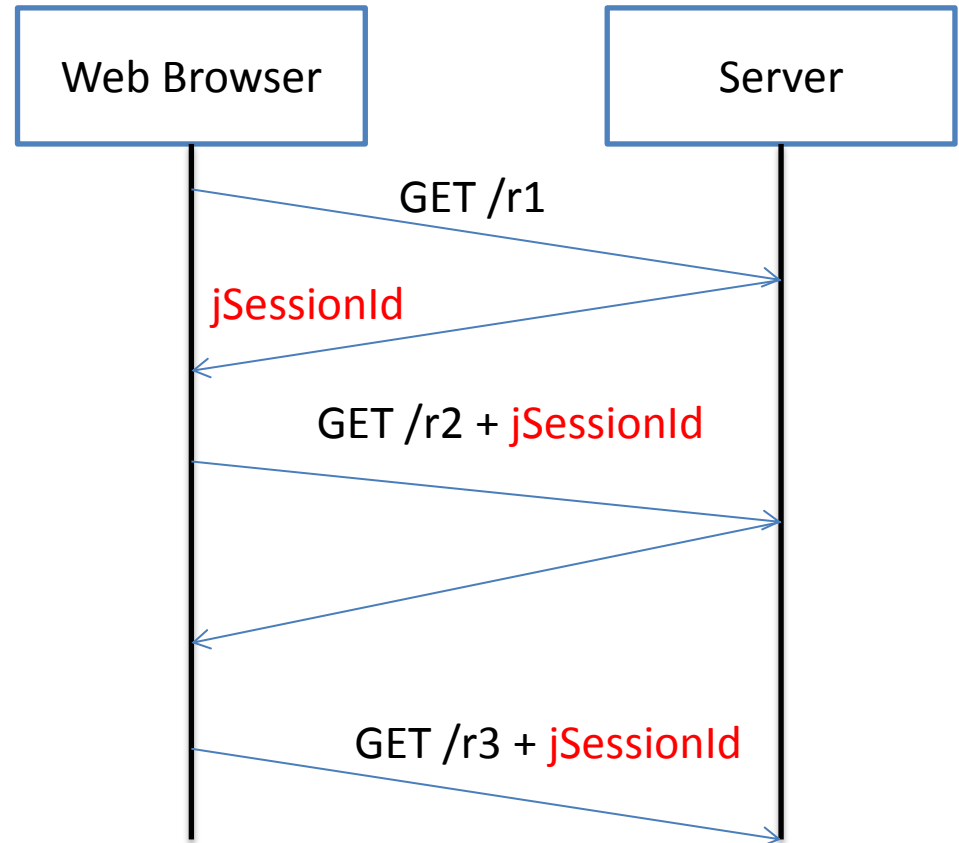 Web Browser
Server
GET /r1
jSessionId
GET /r2 + jSessionId
GET /r3 + jSessionId